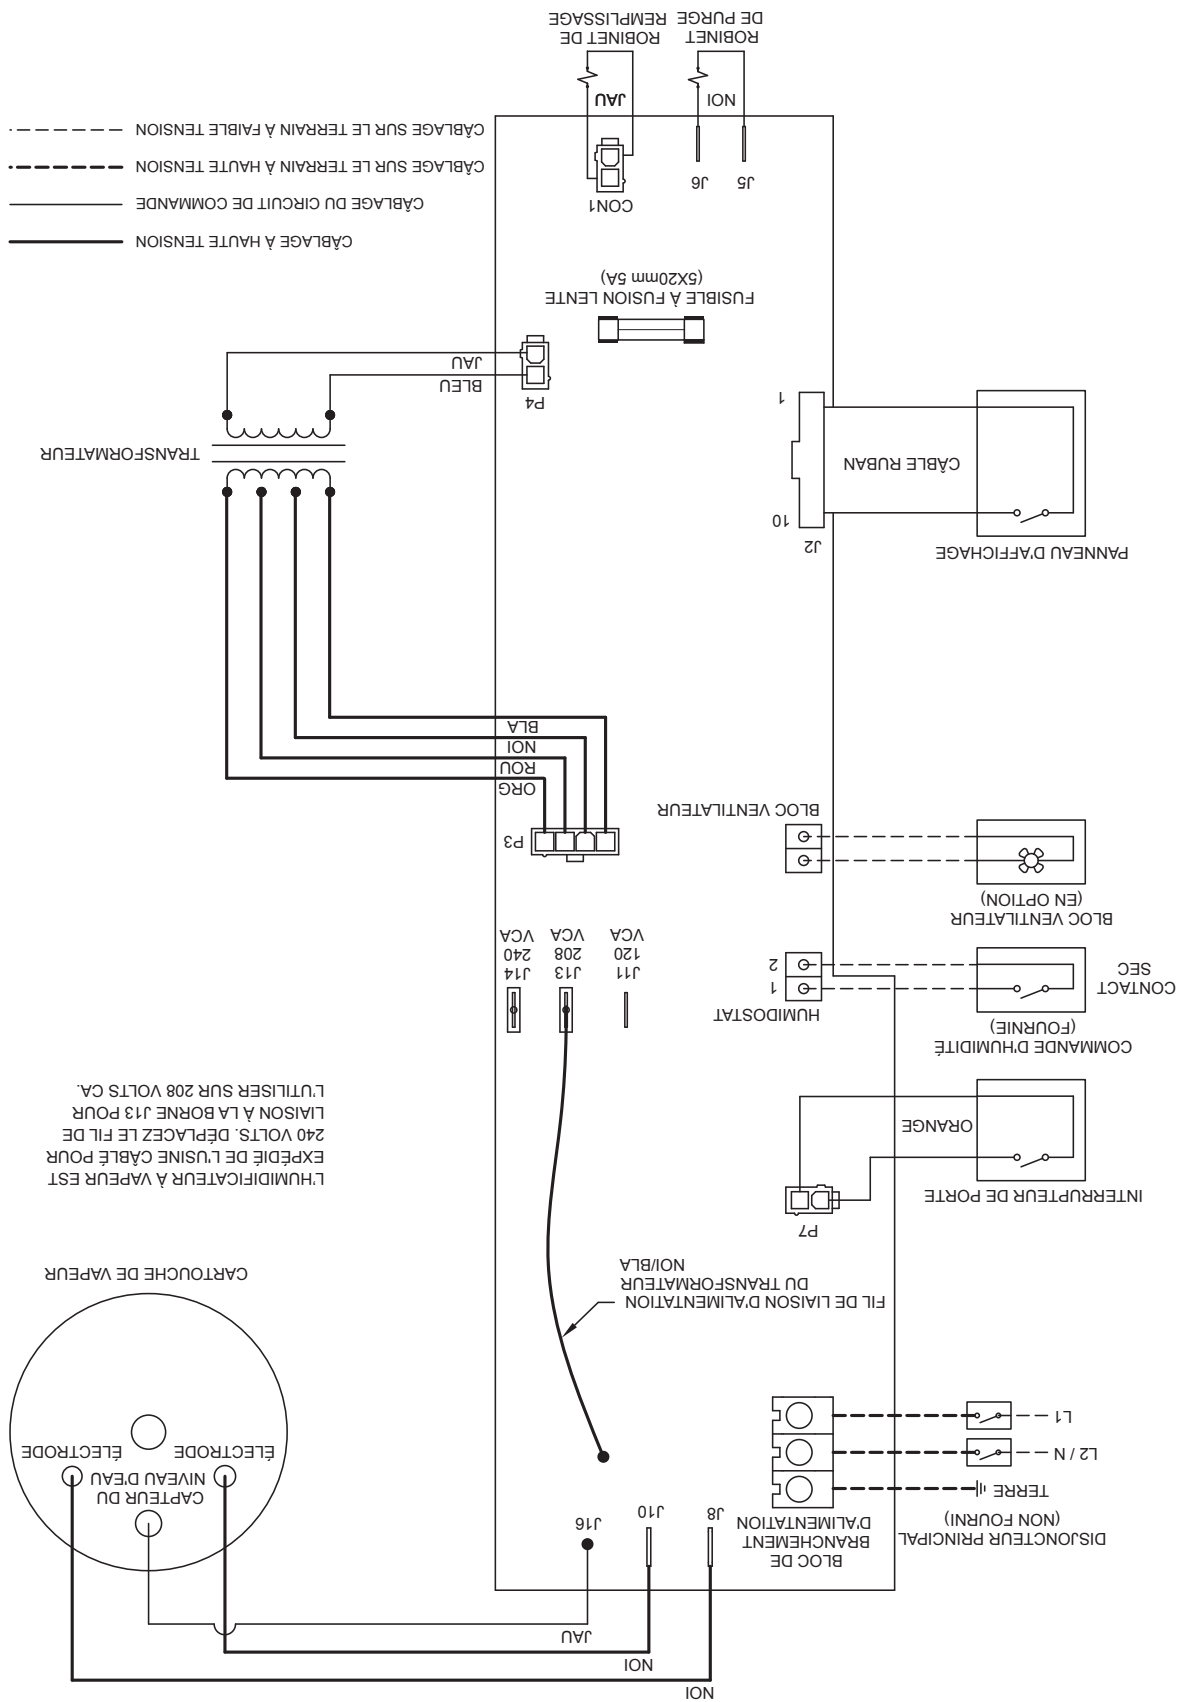 NOI
NOI
JAU
DISJONCTEUR PRINCIPAL
(NON FOURNI)
TERRE
L2 / N
L1
BLOC DE
BRANCHEMENT
D'ALIMENTATION
J8
J10
J16
CAPTEUR DU
NIVEAU D'EAU
ÉLECTRODE
ÉLECTRODE
CARTOUCHE DE VAPEUR
FIL DE LIAISON D'ALIMENTATION
DU TRANSFORMATEUR
NOI/BLA
P7
INTERRUPTEUR DE PORTE
ORANGE
L'HUMIDIFICATEUR À VAPEUR EST
EXPÉDIÉ DE L'USINE CÂBLÉ POUR
240 VOLTS. DÉPLACEZ LE FIL DE
LIAISON À LA BORNE J13 POUR
L'UTILISER SUR 208 VOLTS CA.
COMMANDE D'HUMIDITÉ
(FOURNIE)
CONTACT
SEC
HUMIDOSTAT
1
2
J11
120
VCA
J13
208
VCA
J14
240
VCA
BLOC VENTILATEUR
(EN OPTION)
BLOC VENTILATEUR
P3
ORG
ROU
NOI
BLA
PANNEAU D'AFFICHAGE
J2
10
CÂBLE RUBAN
1
TRANSFORMATEUR
P4
BLEU
JAU
FUSIBLE À FUSION LENTE
(5X20mm 5A)
CÂBLAGE À HAUTE TENSION
CÂBLAGE DU CIRCUIT DE COMMANDE
CÂBLAGE SUR LE TERRAIN À HAUTE TENSION
CÂBLAGE SUR LE TERRAIN À FAIBLE TENSION
J5
J6
CON1
NOI
JAU
ROBINET
DE PURGE
ROBINET DE
REMPLISSAGE